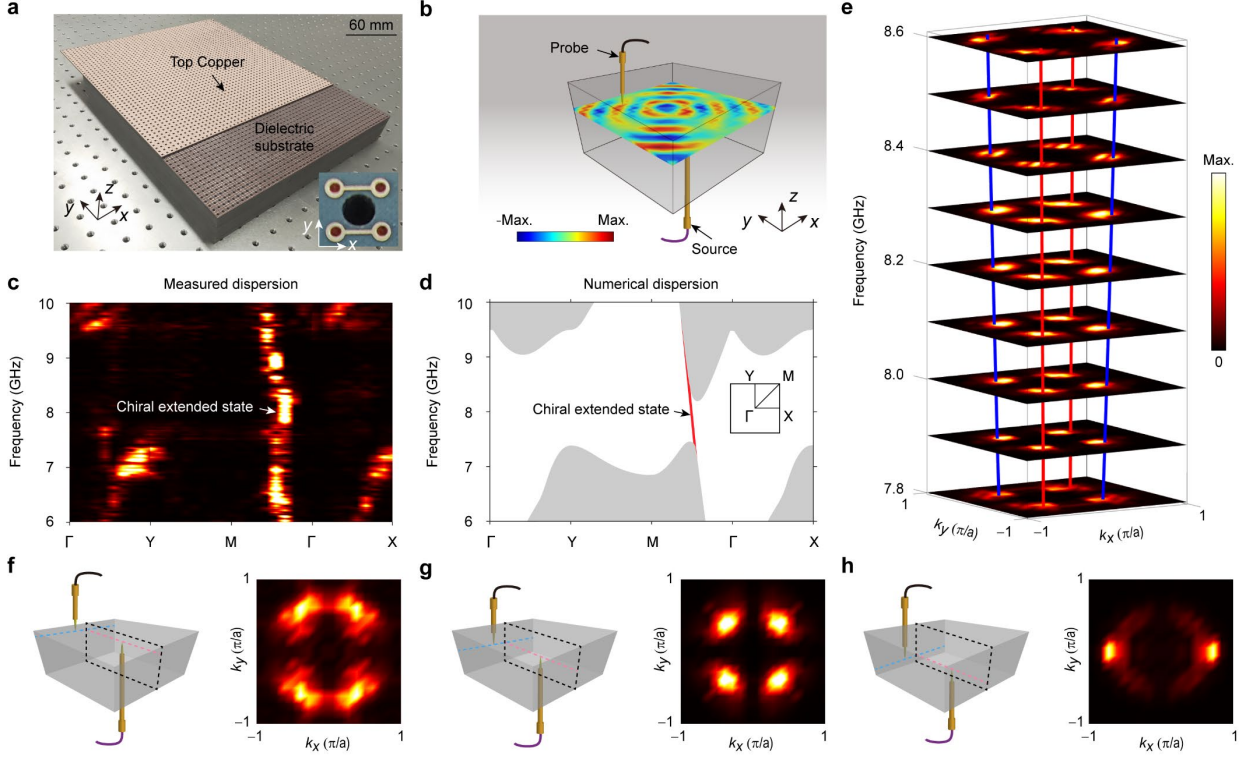 a
60 mm
Top Copper
Dielectric
substrate
z
y
x
y
x
b
Probe
-Max.
Max.
z
y
x
Source
c
Measured dispersion
Frequency (GHz)
10
9
8
7
6
Chiral extended state
Γ
Y
M
Γ
X
d
Numerical dispersion
Frequency (GHz)
10
9
8
7
6
Chiral extended state
Y
M
Γ
X
Γ
Y
M
Γ
X
e
Frequency (GHz)
8.6
8.4
8.2
8.0
7.8
1
ky (π/a)
−1
−1
kx (π/a)
1
Max.
0
f
1
ky (π/a)
−1
−1
kx (π/a)
1
g
1
ky (π/a)
−1
−1
kx (π/a)
1
h
1
ky (π/a)
−1
−1
kx (π/a)
1